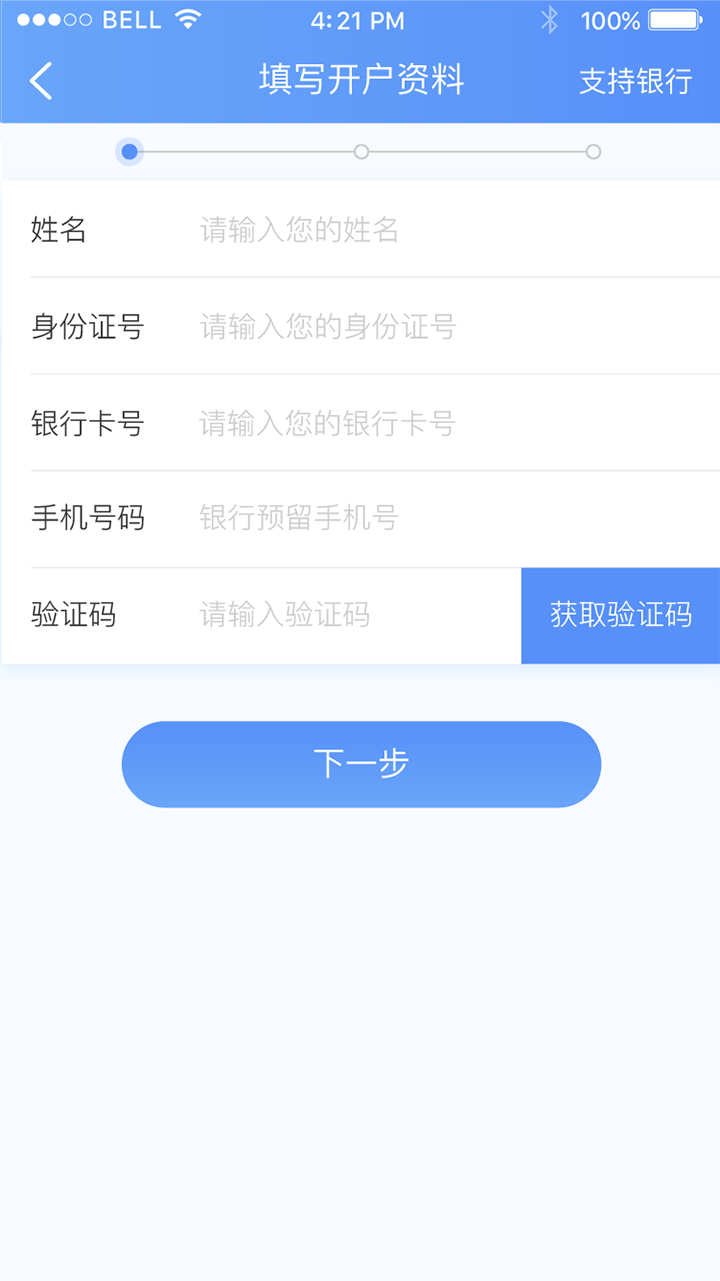 BELL 4:21 PM 100%
填写开户资料 支持银行
姓名 请输入您的姓名
身份证号 请输入您的身份证号
银行卡号 请输入您的银行卡号
手机号码 银行预留手机号
验证码 请输入验证码 获取验证码
下一步